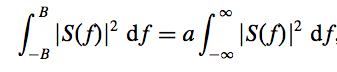 ∫_{-B}^{B} |S(f)|² df = a ∫_{-∞}^{∞} |S(f)|² df,